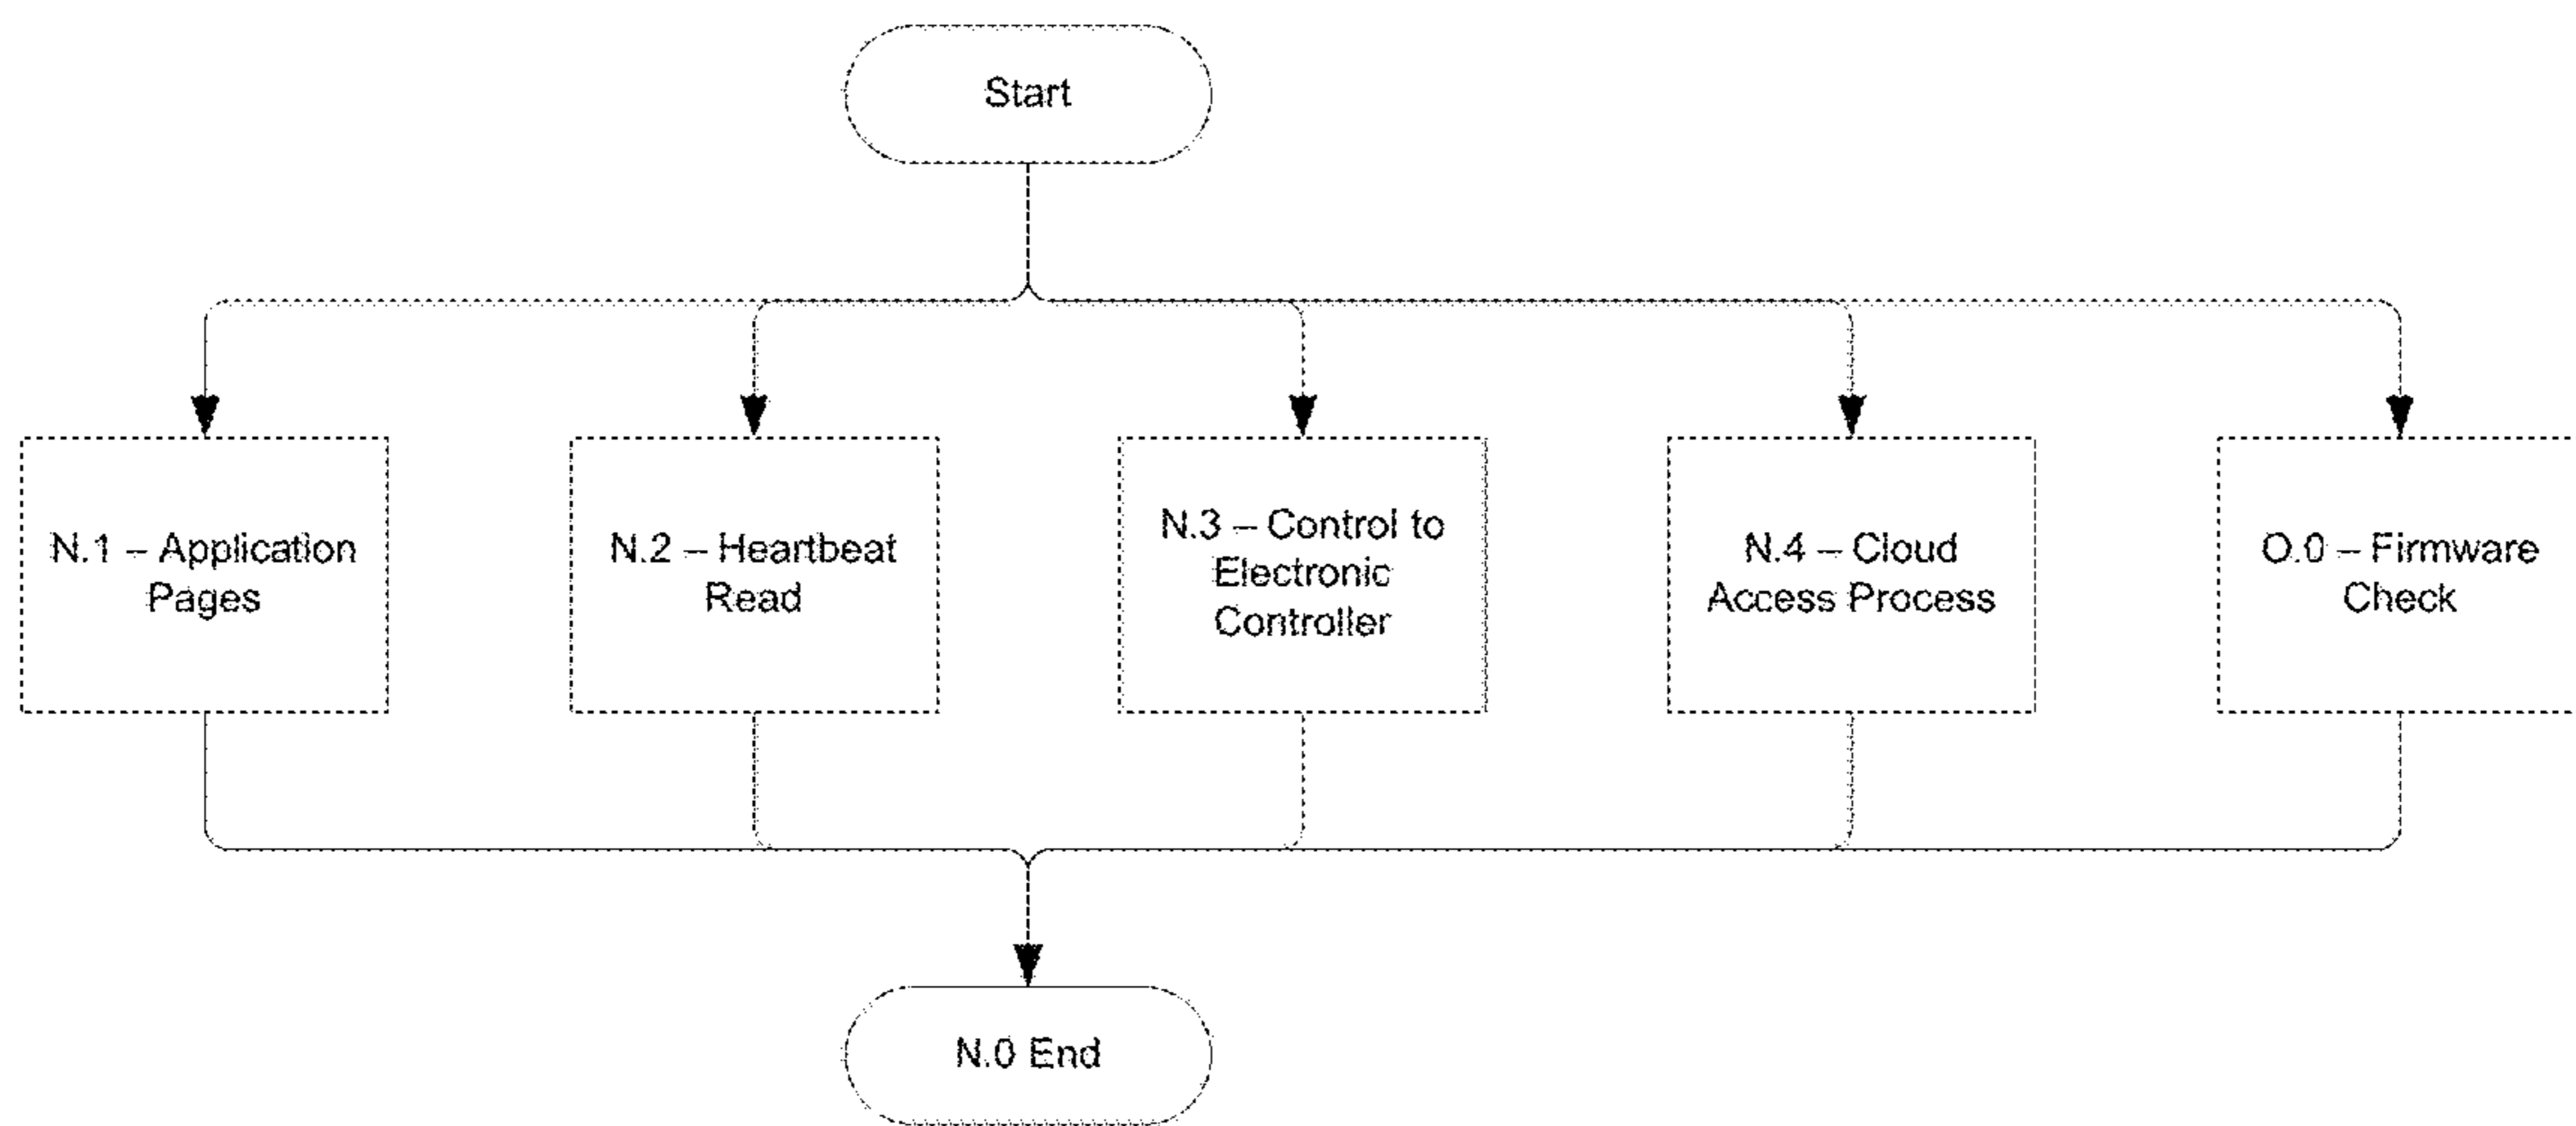 Start
N.1 – Application
Pages
N.2 – Heartbeat
Read
N.3 – Control to
Electronic
Controller
N.4 – Cloud
Access Process
O.0 – Firmware
Check
N.0 End